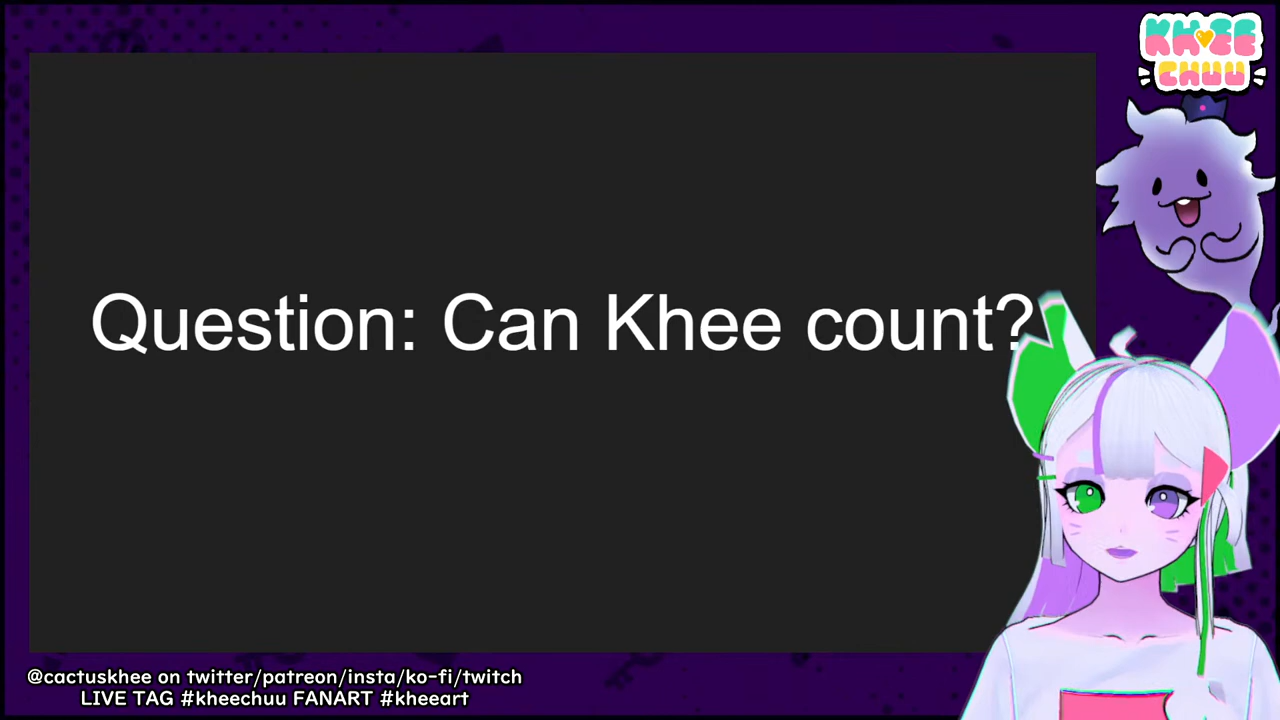 KHEE
CHUU
Question: Can Khee count?
@cactuskhee on twitter/patreon/insta/ko-fi/twitch
LIVE TAG #kheechuu FANART #kheeart